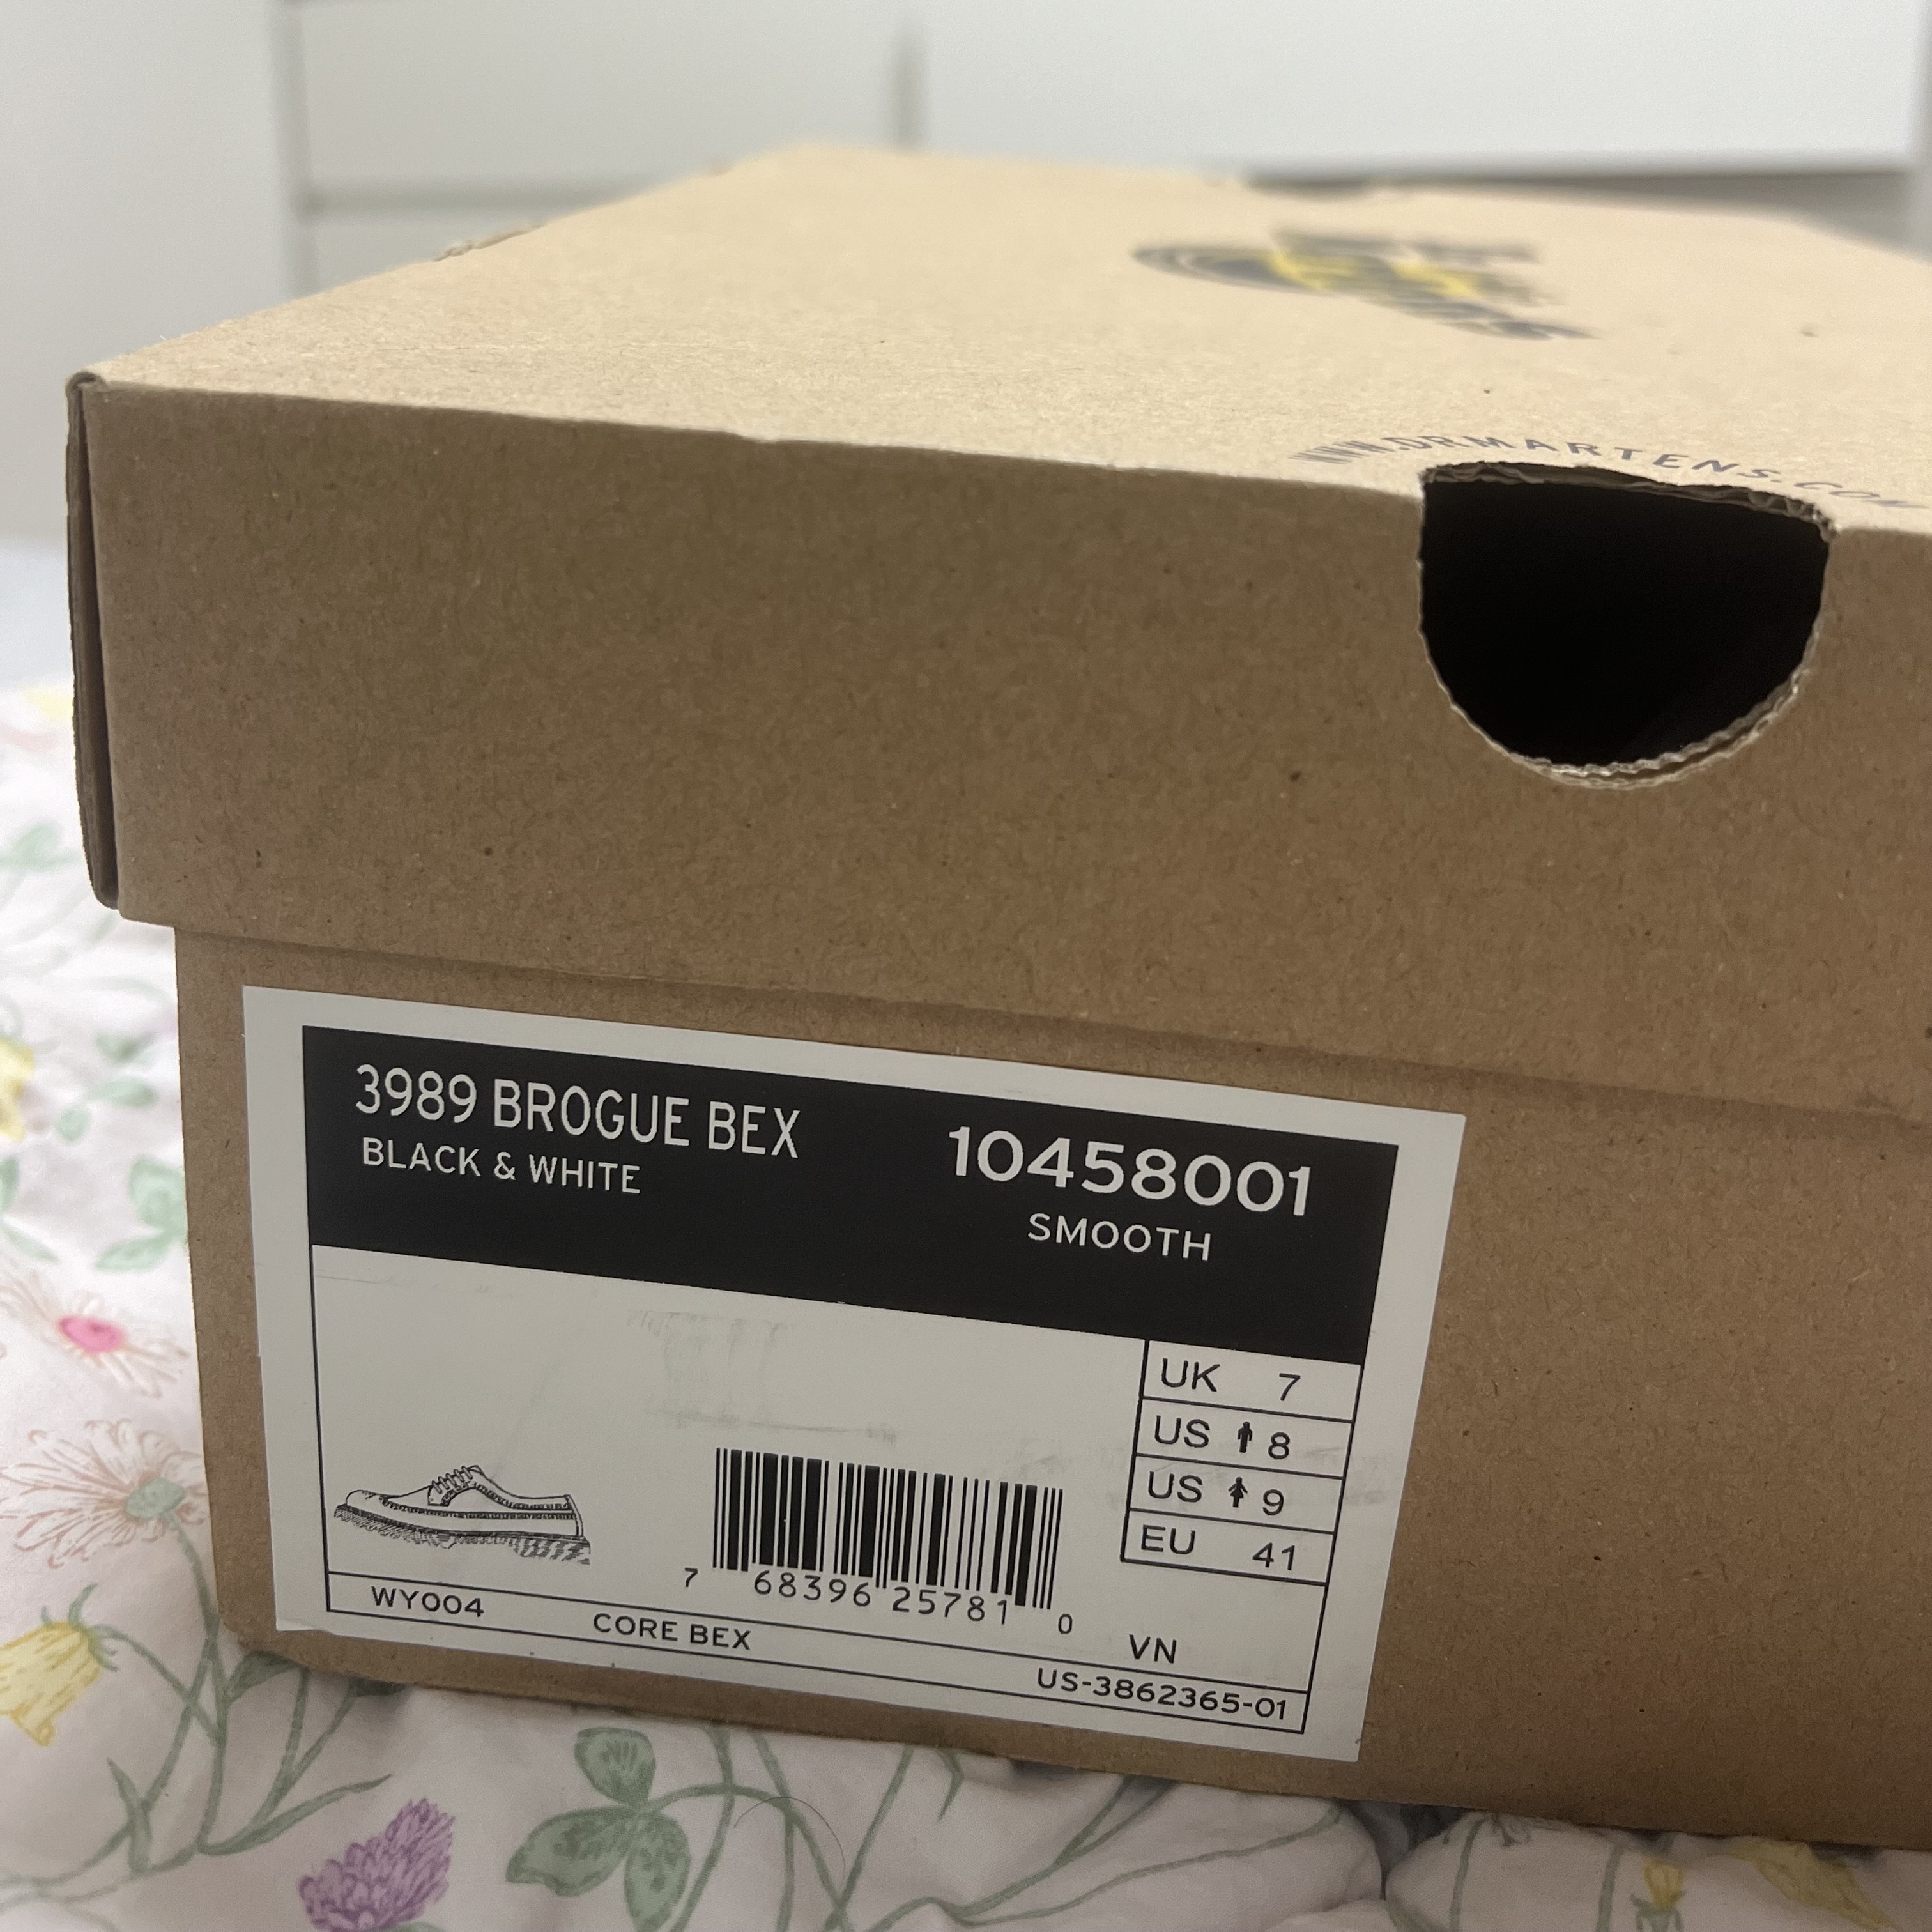 WWW.DRMARTENS.COM
3989 BROGUE BEX
BLACK & WHITE
10458001
SMOOTH
UK 7
US 8
US 9
EU 41
7 68396 25781 0
VN
WY004
CORE BEX
US-3862365-01